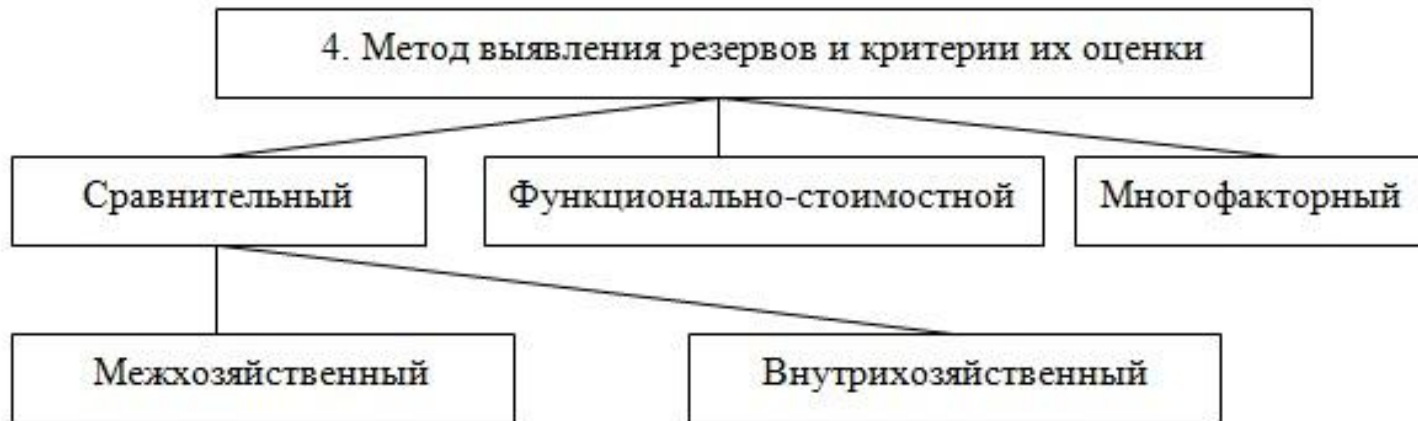 4. Метод выявления резервов и критерии их оценки
Сравнительный
Функционально-стоимостной
Многофакторный
Межхозяйственный
Внутрихозяйственный